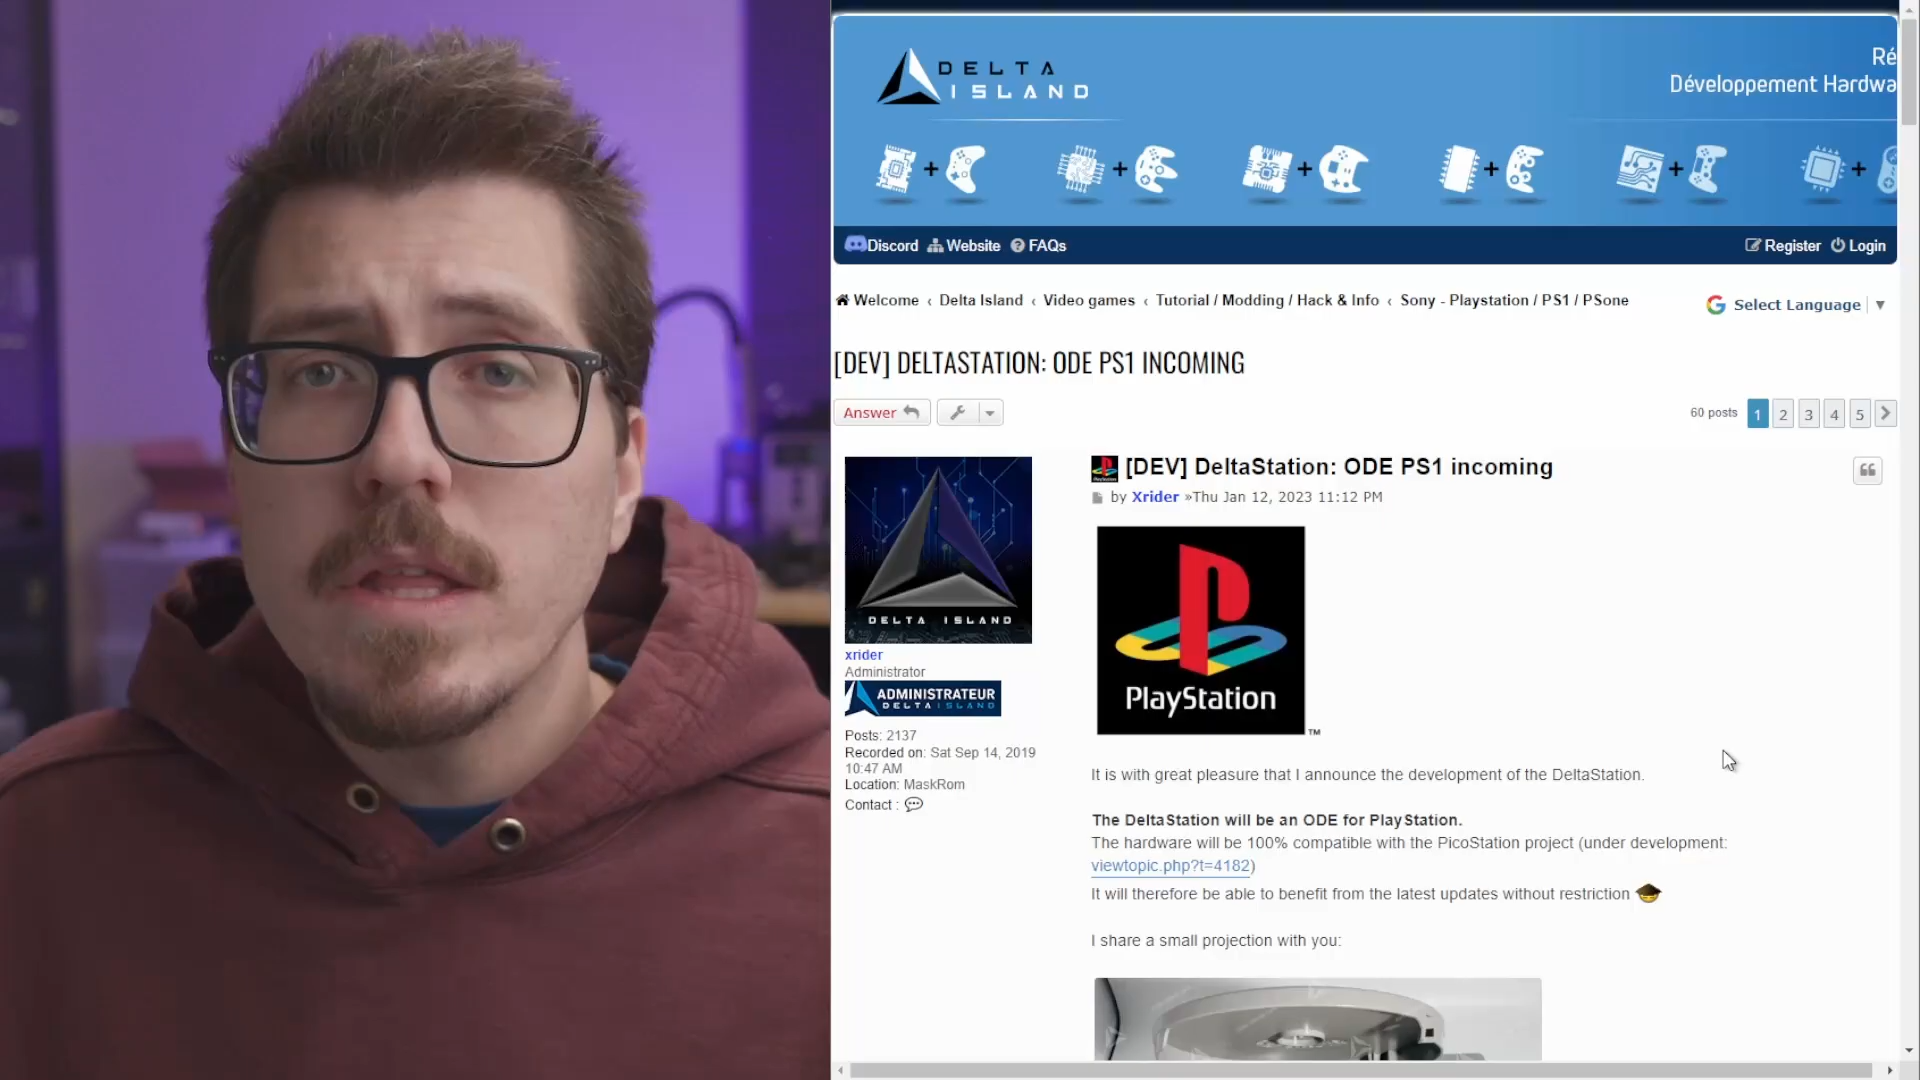 DELTA
ISLAND
Ré
Développement Hardwa
Discord Website FAQs
Register Login
Welcome ‹ Delta Island ‹ Video games ‹ Tutorial / Modding / Hack & Info ‹ Sony - Playstation / PS1 / PSone
Select Language ▼
[DEV] DELTASTATION: ODE PS1 INCOMING
Answer
60 posts 1 2 3 4 5
[DEV] DeltaStation: ODE PS1 incoming
by Xrider »Thu Jan 12, 2023 11:12 PM
DELTA ISLAND
xrider
Administrator
ADMINISTRATEUR
DELTA ISLAND
Posts: 2137
Recorded on: Sat Sep 14, 2019
10:47 AM
Location: MaskRom
Contact :
PlayStation
TM
It is with great pleasure that I announce the development of the DeltaStation.
The DeltaStation will be an ODE for PlayStation.
The hardware will be 100% compatible with the PicoStation project (under development:
viewtopic.php?t=4182)
It will therefore be able to benefit from the latest updates without restriction
I share a small projection with you: